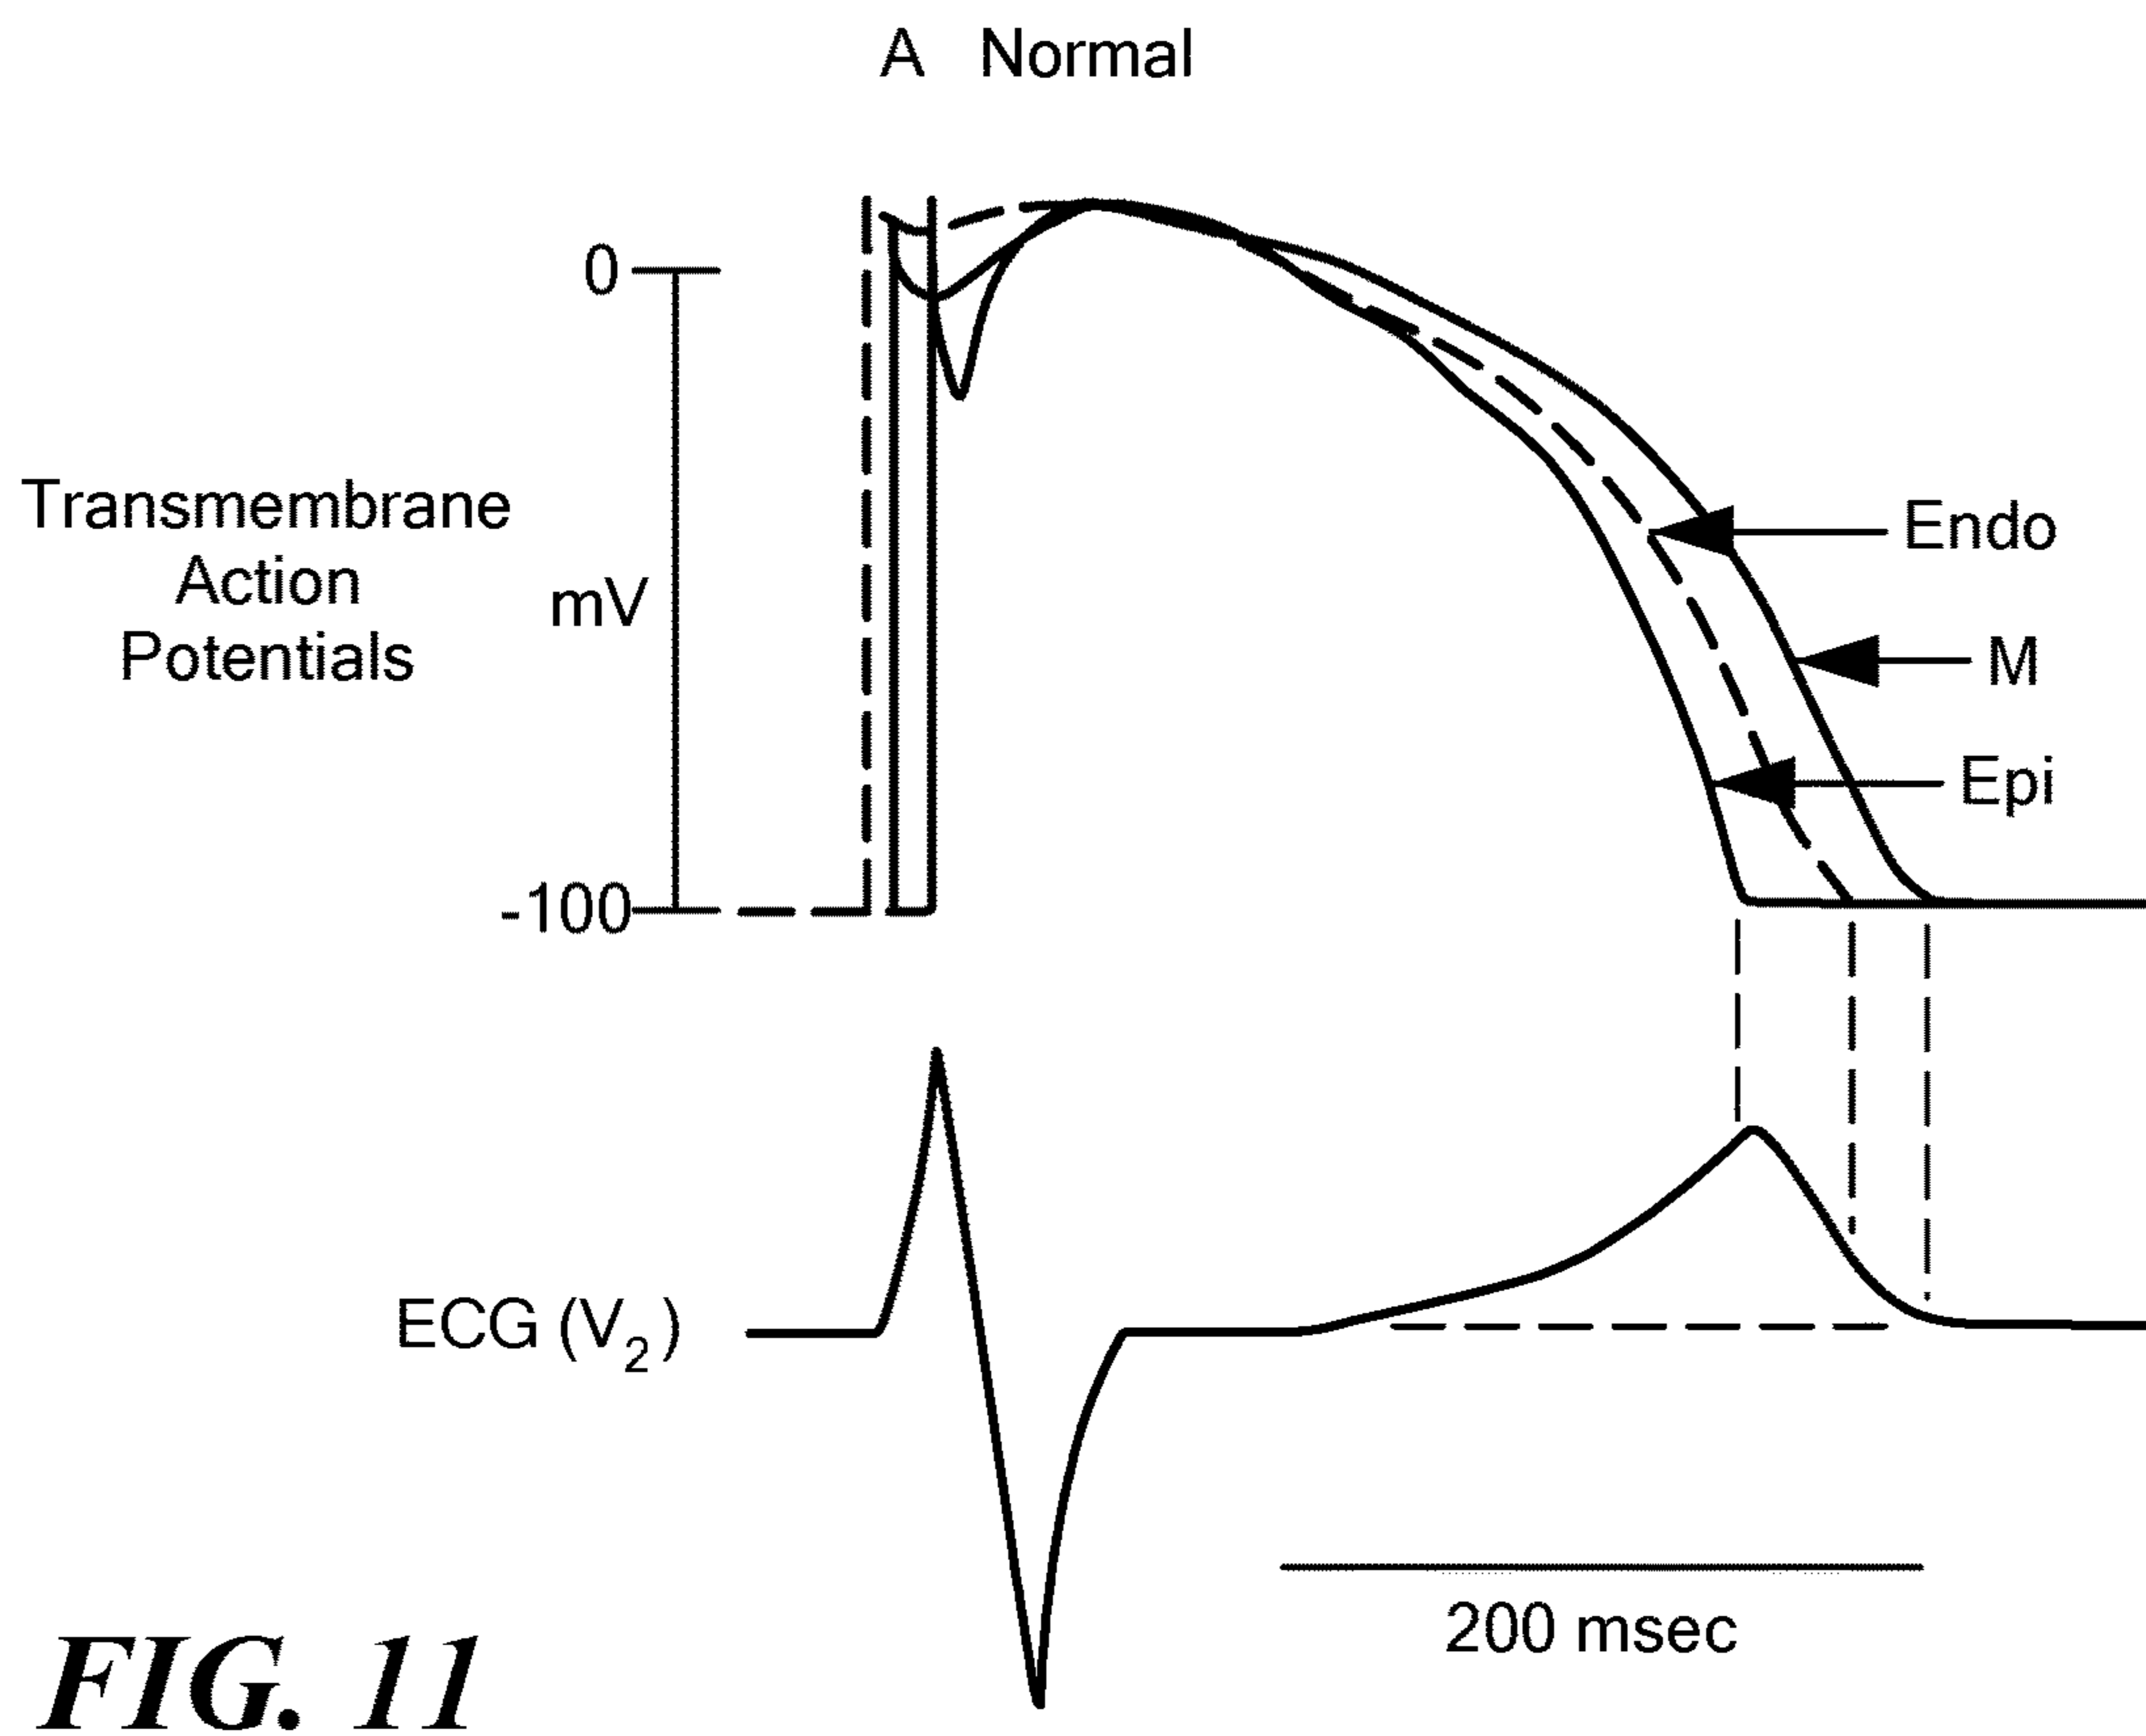 A Normal
0
Transmembrane
Action
Potentials
mV
-100
Endo
M
Epi
ECG (V₂)
200 msec
FIG. 11